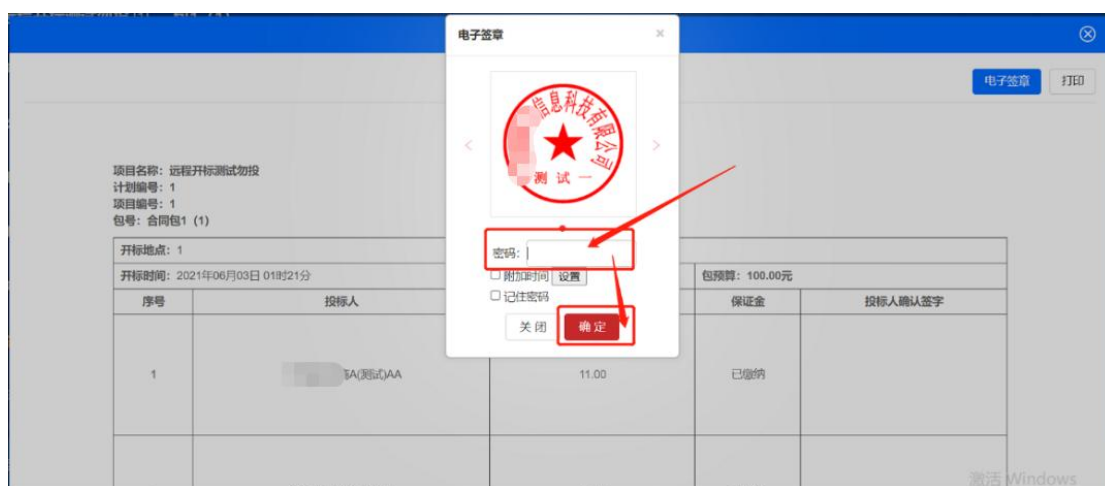 电子签章
×
电子签章
打印
信息科技有限公司
测试一
项目名称：远程开标测试勿投
计划编号：1
项目编号：1
包号：合同包1 (1)
密码：
附加时间 设置
记住密码
关闭 确定
开标地点：1
开标时间：2021年06月03日 01时21分
包预算：100.00元
序号 投标人 保证金 投标人确认签字
1 A(测试)AA 11.00 已缴纳
激活 Windows